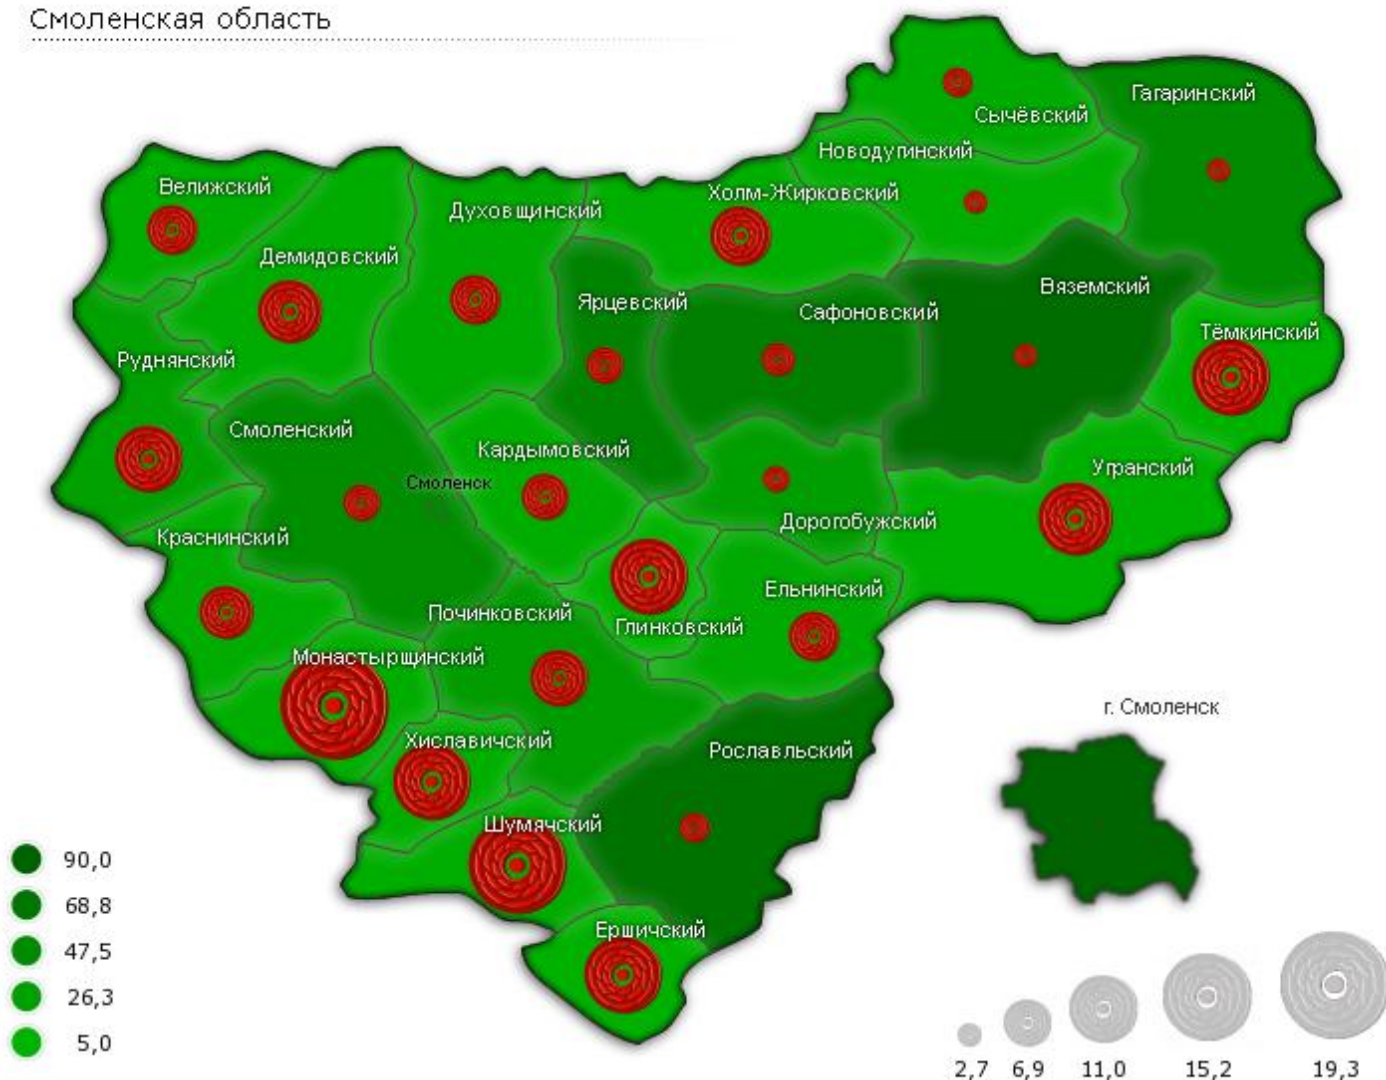 Смоленская область
Гагаринский
Сычёвский
Новодугинский
Велижский
Холм-Жирковский
Духовщинский
Демидовский
Вяземский
Ярцевский
Сафоновский
Тёмкинский
Руднянский
Смоленский
Кардымовский
Угранский
Смоленск
Дорогобужский
Краснинский
Ельнинский
Починковский
Глинковский
Монастырщинский
г. Смоленск
Хиславичский
Рославльский
Шумячский
90,0
68,8
Ершичский
47,5
26,3
5,0
2,7 6,9 11,0 15,2 19,3